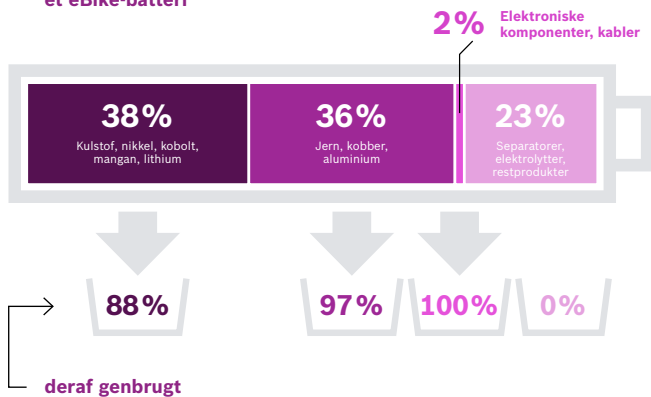 et eBike-batteri
2%
Elektroniske
komponenter, kabler
38%
Kulstof, nikkel, kobolt,
mangan, lithium
36%
Jern, kobber,
aluminium
23%
Separatorer,
elektrolytter,
restprodukter
88%
97%
100%
0%
deraf genbrugt